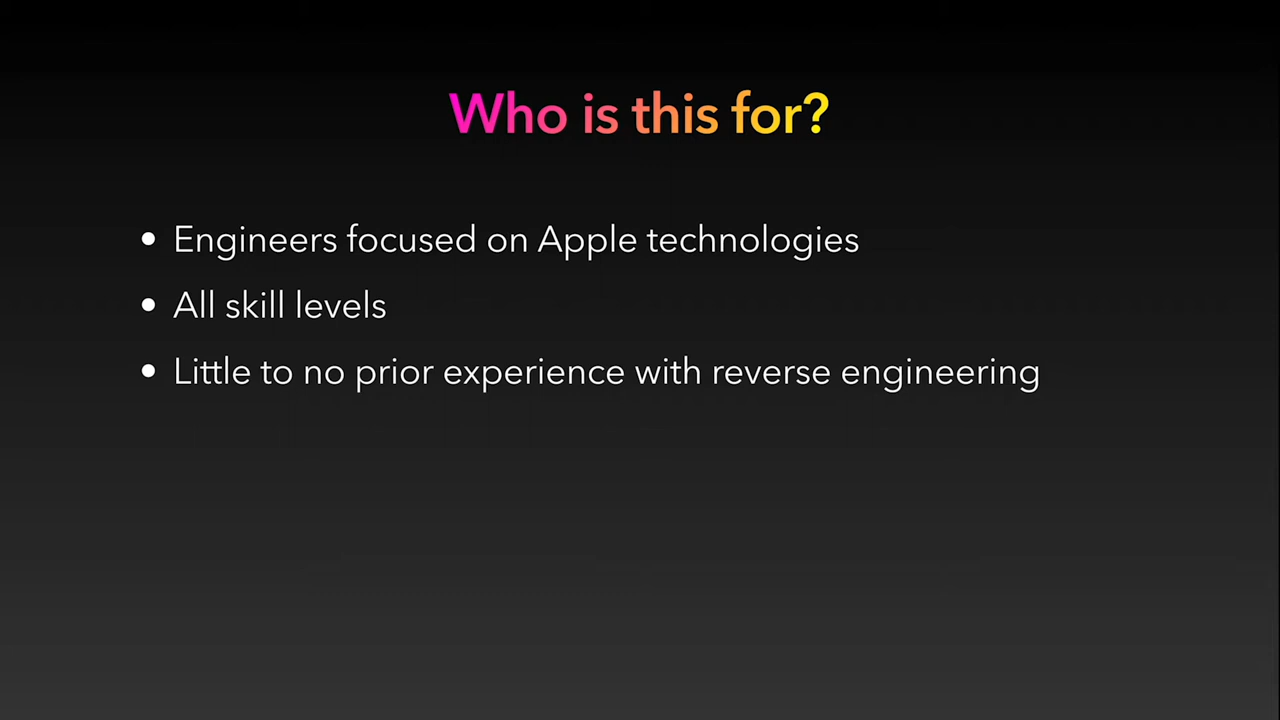 Who is this for?
• Engineers focused on Apple technologies
• All skill levels
• Little to no prior experience with reverse engineering